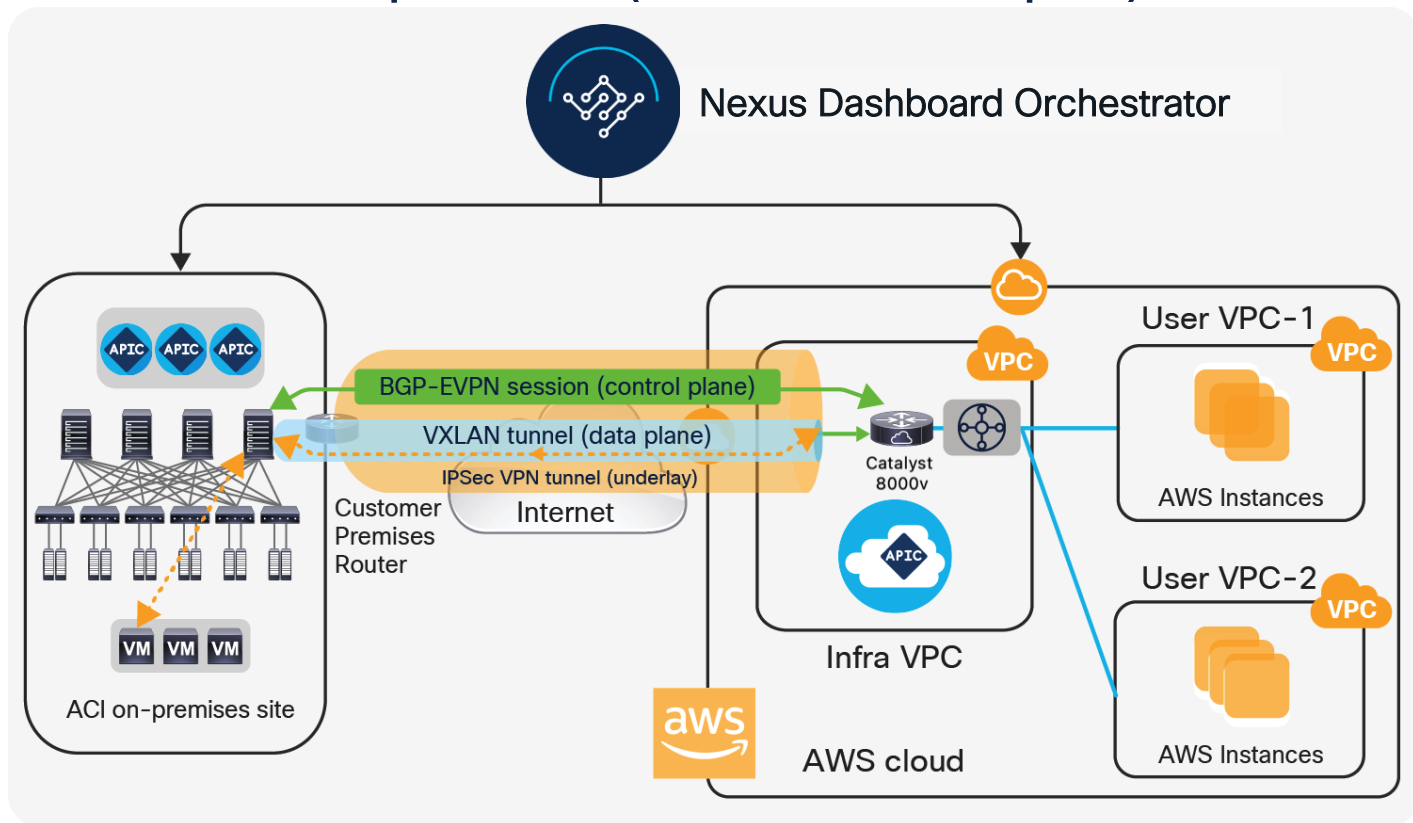 Nexus Dashboard Orchestrator
APIC
APIC
APIC
BGP-EVPN session (control plane)
VXLAN tunnel (data plane)
IPSec VPN tunnel (underlay)
Internet
Customer
Premises
Router
VM
VM
VM
ACI on-premises site
VPC
Catalyst
8000v
APIC
Infra VPC
User VPC-1
VPC
AWS Instances
User VPC-2
VPC
AWS Instances
aws
AWS cloud